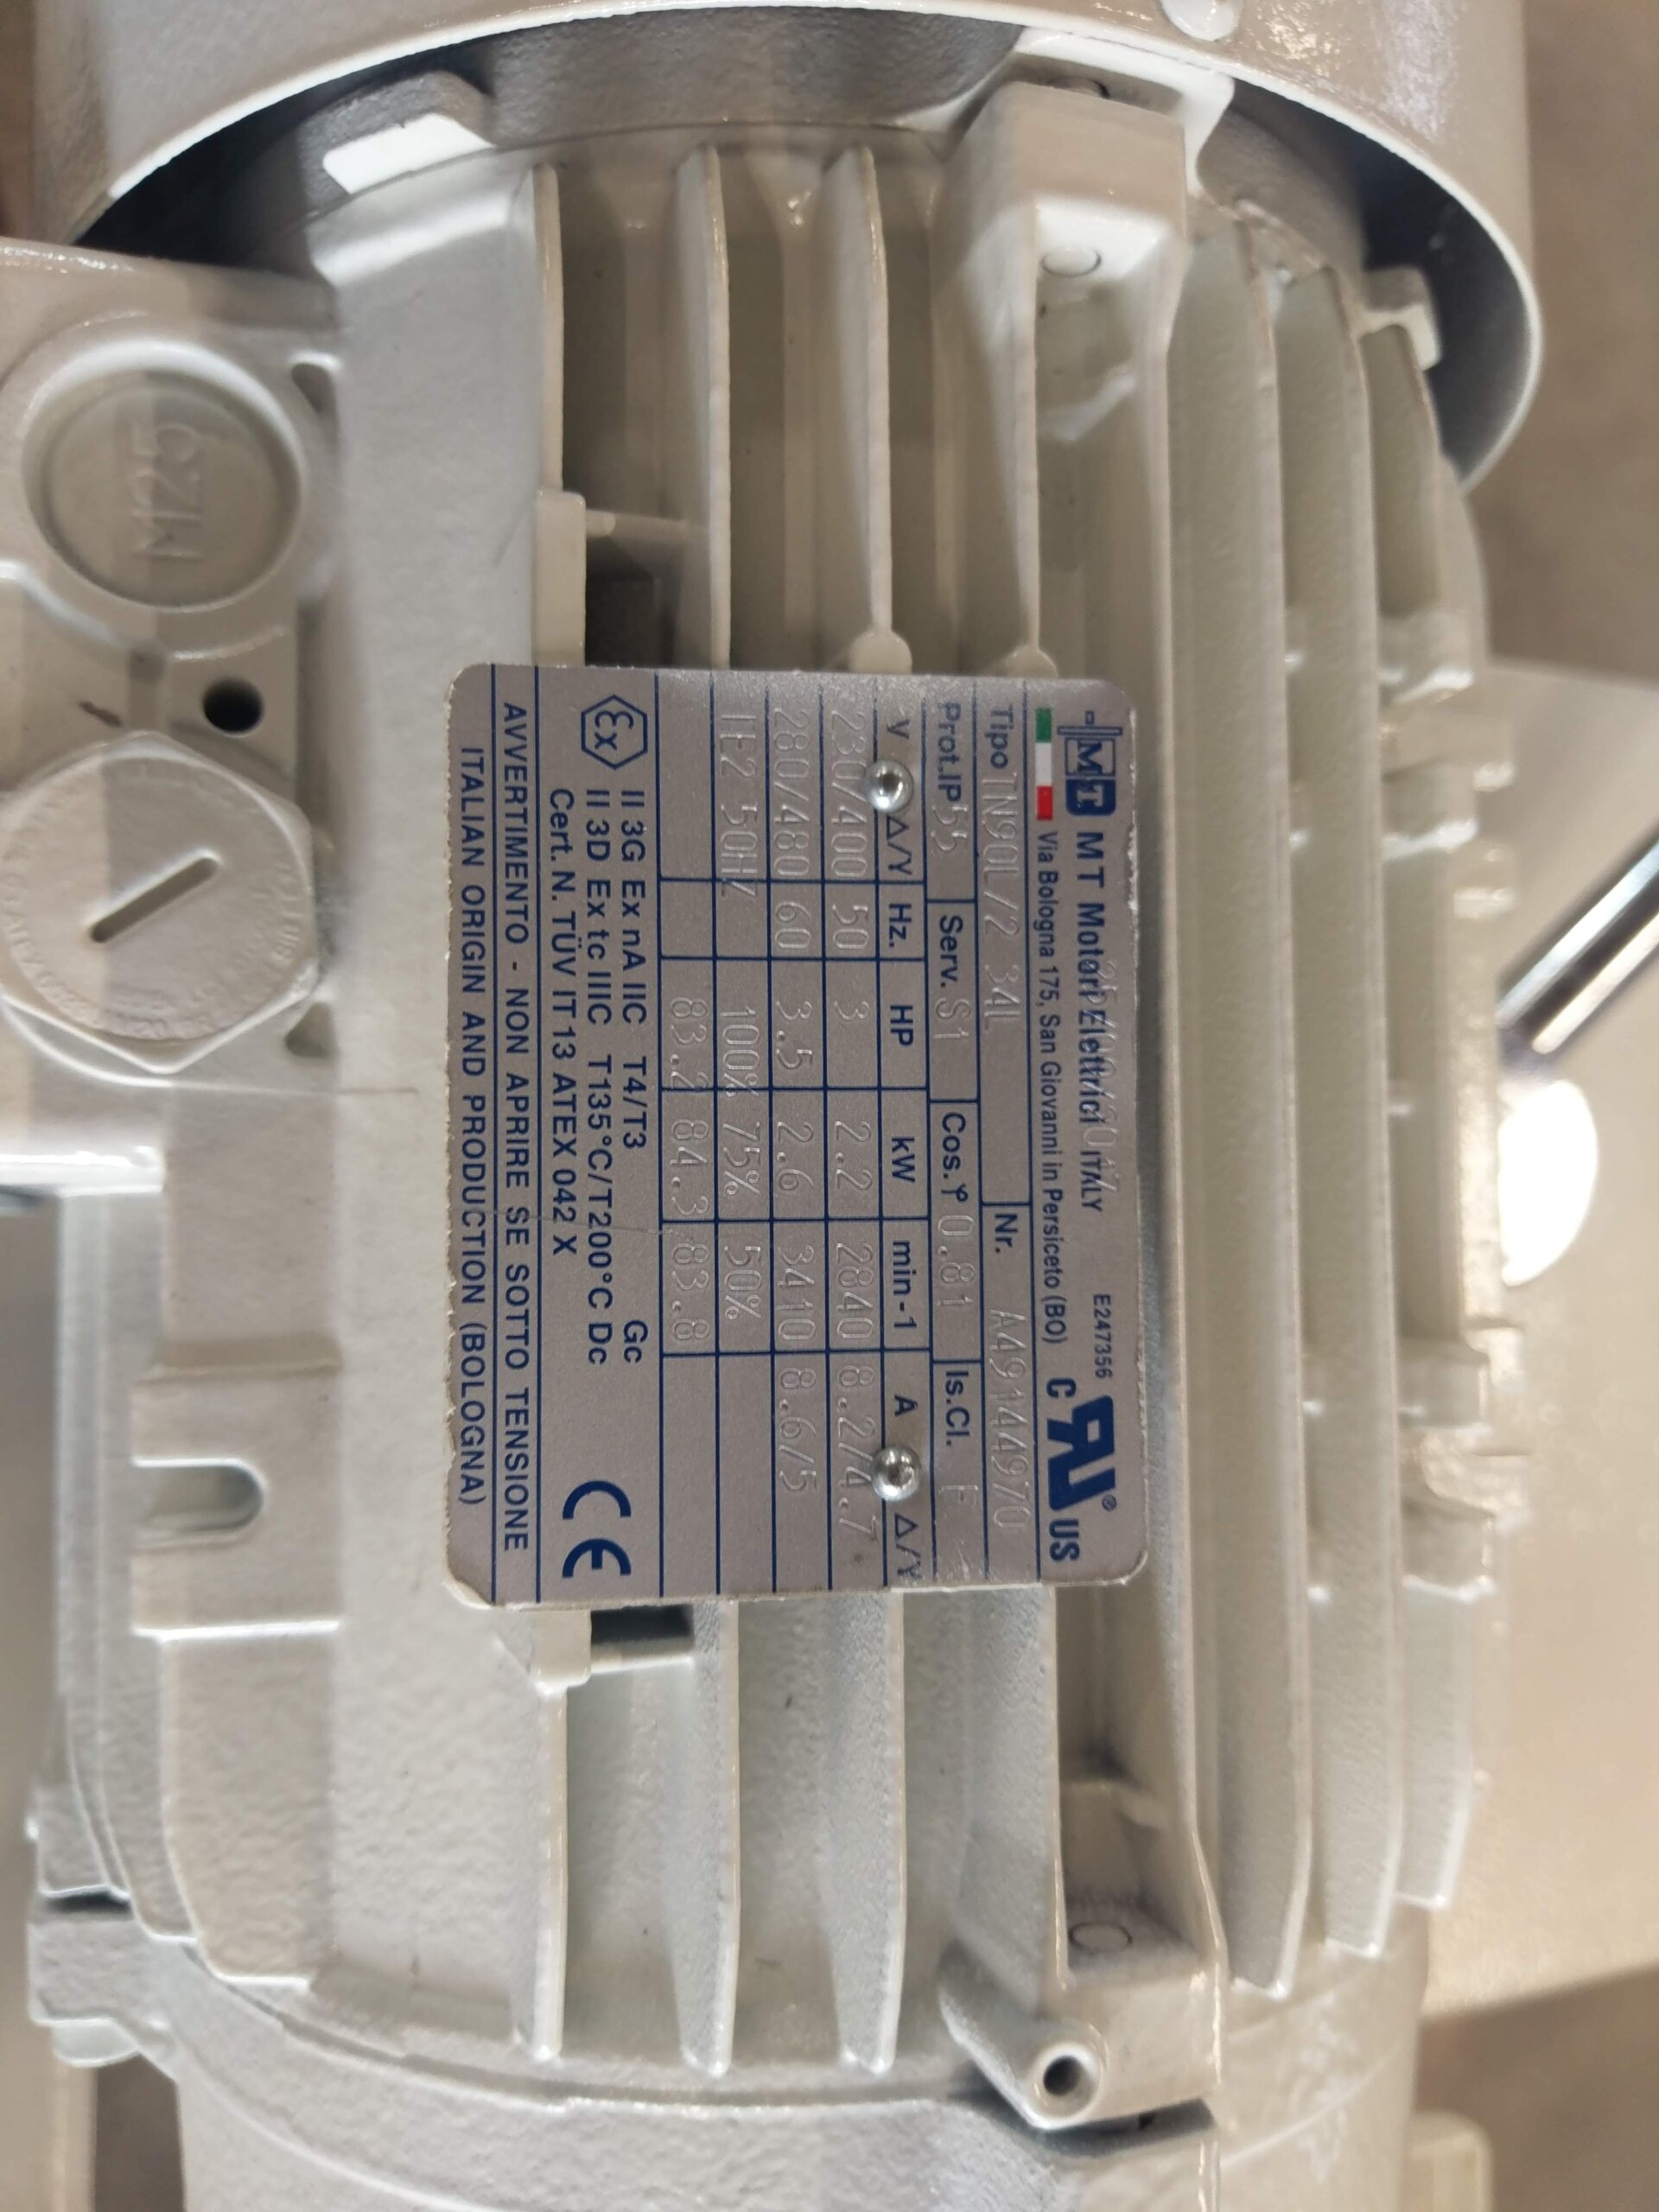 MT MT Motori Elettrici ITALY E247356
Via Bologna 175, San Giovanni in Persiceto (BO) C US ®
Tipo TN90L/2 34L Nr. A49144970
Prot.IP 55 Serv. S1 Cos.φ 0.81 Is.Cl. F
V Δ/Y Hz. HP kW min-1 A Δ/Y
230/400 50 3 2.2 2840 8.2/4.7
280/480 60 3.5 2.6 3410 8.6/5
IE2 50HZ 100% 75% 50%
83.2 84.3 83.8
Ex II 3G Ex nA IIC T4/T3 Gc
II 3D Ex tc IIIC T135°C/T200°C Dc CE
Cert. N. TÜV IT 13 ATEX 042 X
AVVERTIMENTO - NON APRIRE SE SOTTO TENSIONE
ITALIAN ORIGIN AND PRODUCTION (BOLOGNA)
M25